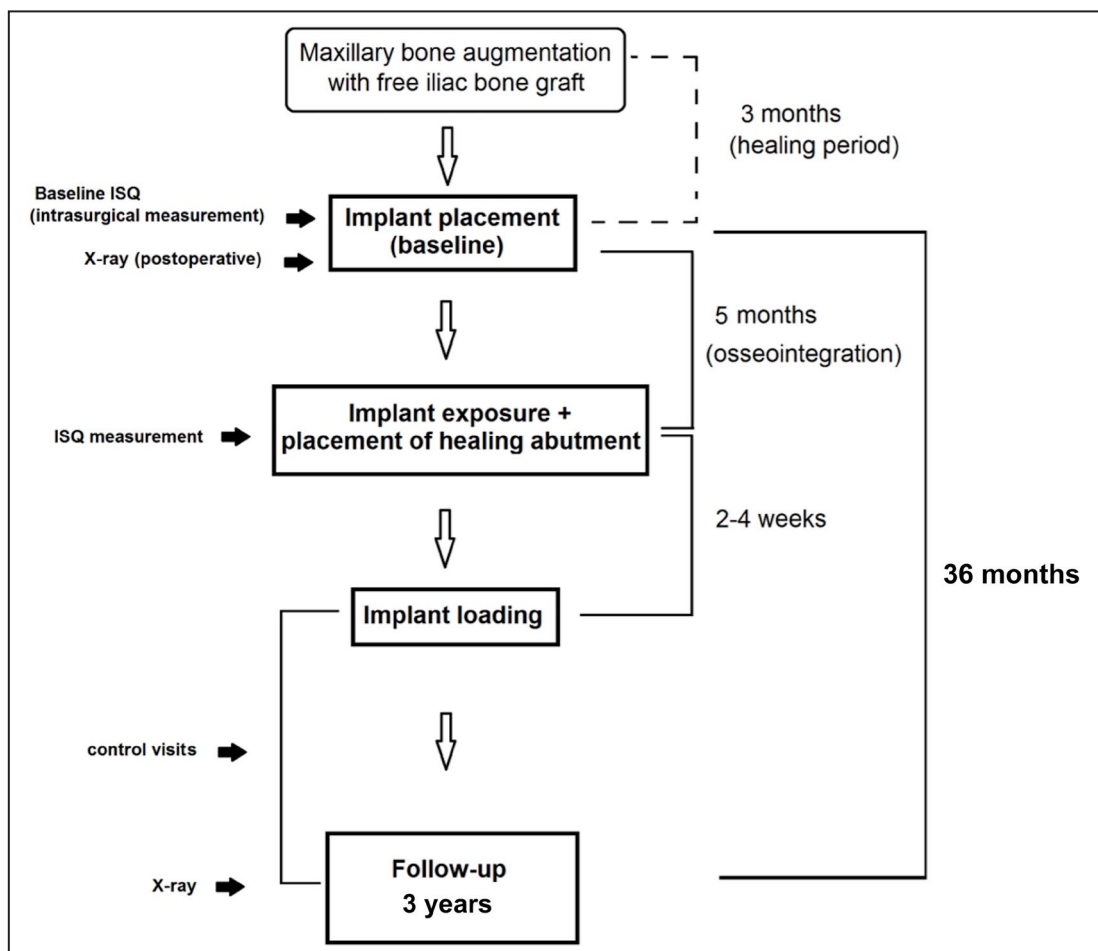 Maxillary bone augmentation
with free iliac bone graft
3 months
(healing period)
Baseline ISQ
(intrasurgical measurement)
X-ray (postoperative)
Implant placement
(baseline)
5 months
(osseointegration)
ISQ measurement
Implant exposure +
placement of healing abutment
2-4 weeks
36 months
Implant loading
control visits
X-ray
Follow-up
3 years